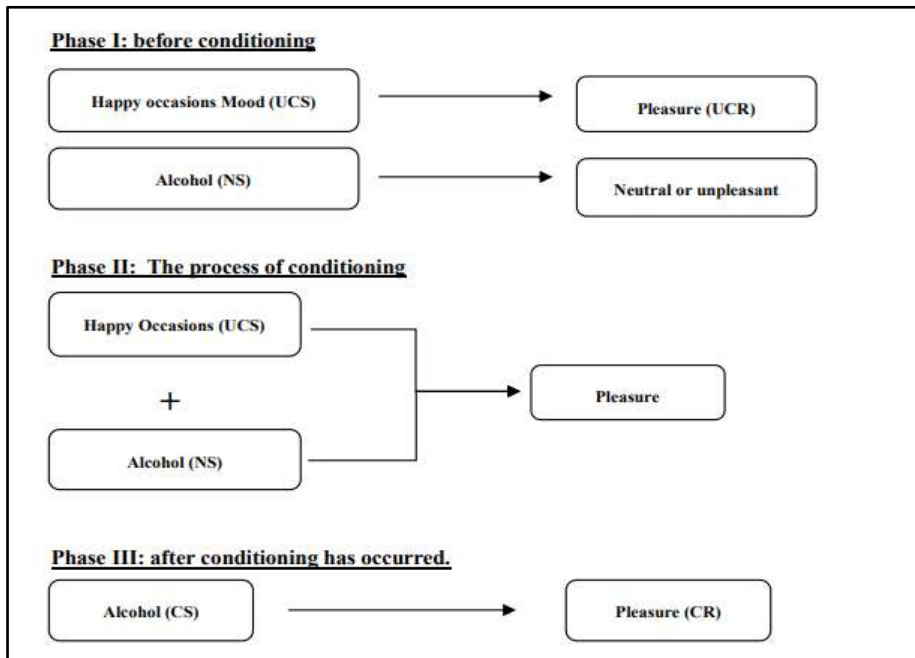 Phase I: before conditioning
Happy occasions Mood (UCS)
Pleasure (UCR)
Alcohol (NS)
Neutral or unpleasant
Phase II:  The process of conditioning
Happy Occasions (UCS)
+
Pleasure
Alcohol (NS)
Phase III: after conditioning has occurred.
Alcohol (CS)
Pleasure (CR)